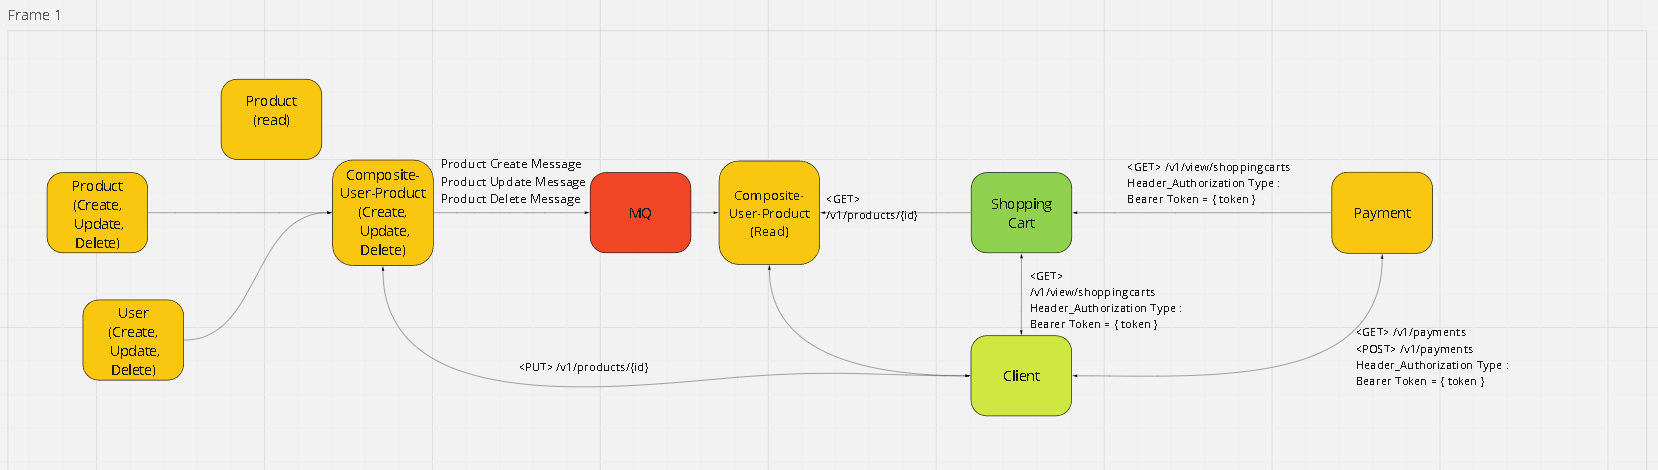 Frame 1
Product
(read)
Product
(Create,
Update,
Delete)
User
(Create,
Update,
Delete)
Composite-
User-Product
(Create,
Update,
Delete)
Product Create Message
Product Update Message
Product Delete Message
MQ
Composite-
User-Product
(Read)
<GET>
/v1/products/{id}
Shopping
Cart
<GET> /v1/view/shoppingcarts
Header_Authorization Type :
Bearer Token = { token }
Payment
<GET>
/v1/view/shoppingcarts
Header_Authorization Type :
Bearer Token = { token }
<PUT> /v1/products/{id}
Client
<GET> /v1/payments
<POST> /v1/payments
Header_Authorization Type :
Bearer Token = { token }